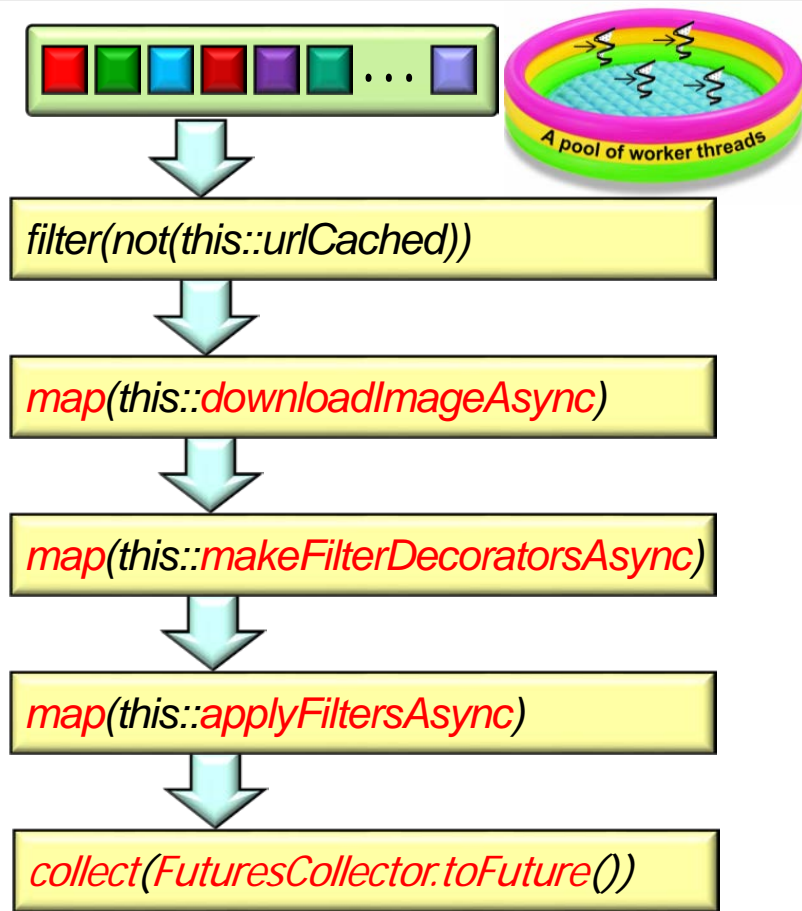 ...
A pool of worker threads
filter(not(this::urlCached))
map(this::downloadImageAsync)
map(this::makeFilterDecoratorsAsync)
map(this::applyFiltersAsync)
collect(FuturesCollector.toFuture())